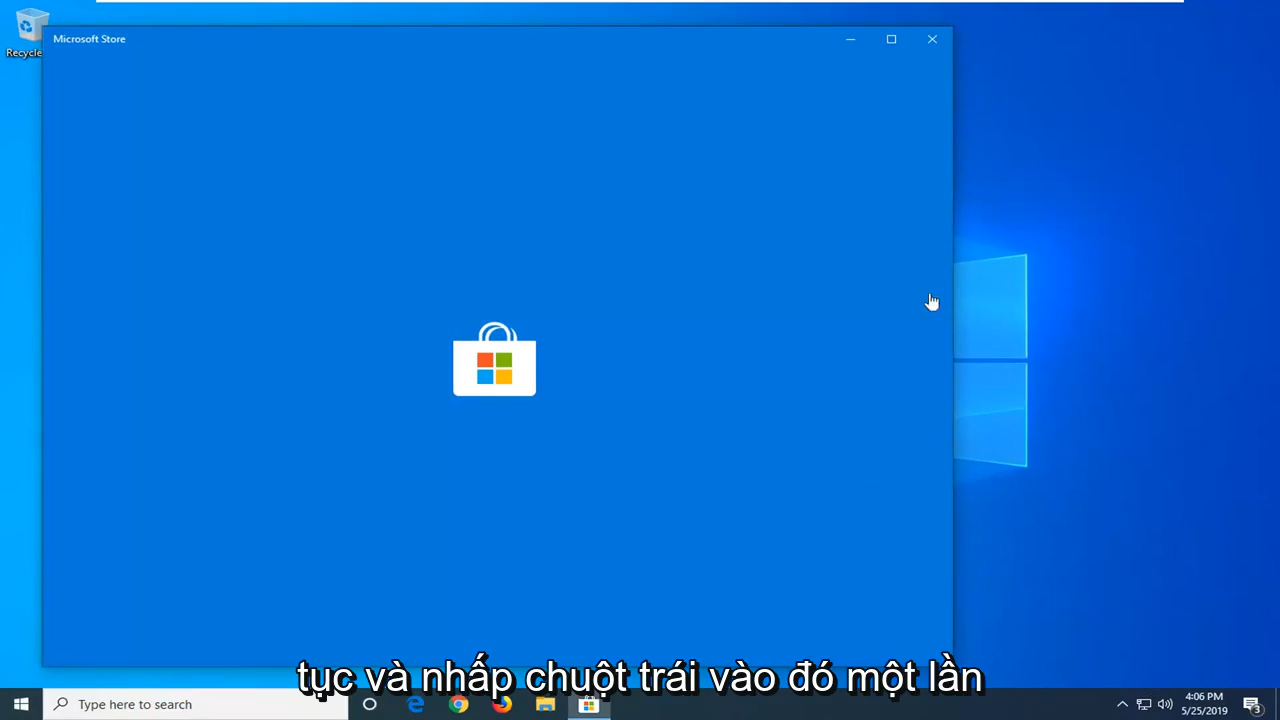 Microsoft Store
Recycle
tục và nhấp chuột trái vào đó một lần
Type here to search
4:06 PM
5/25/2019
3